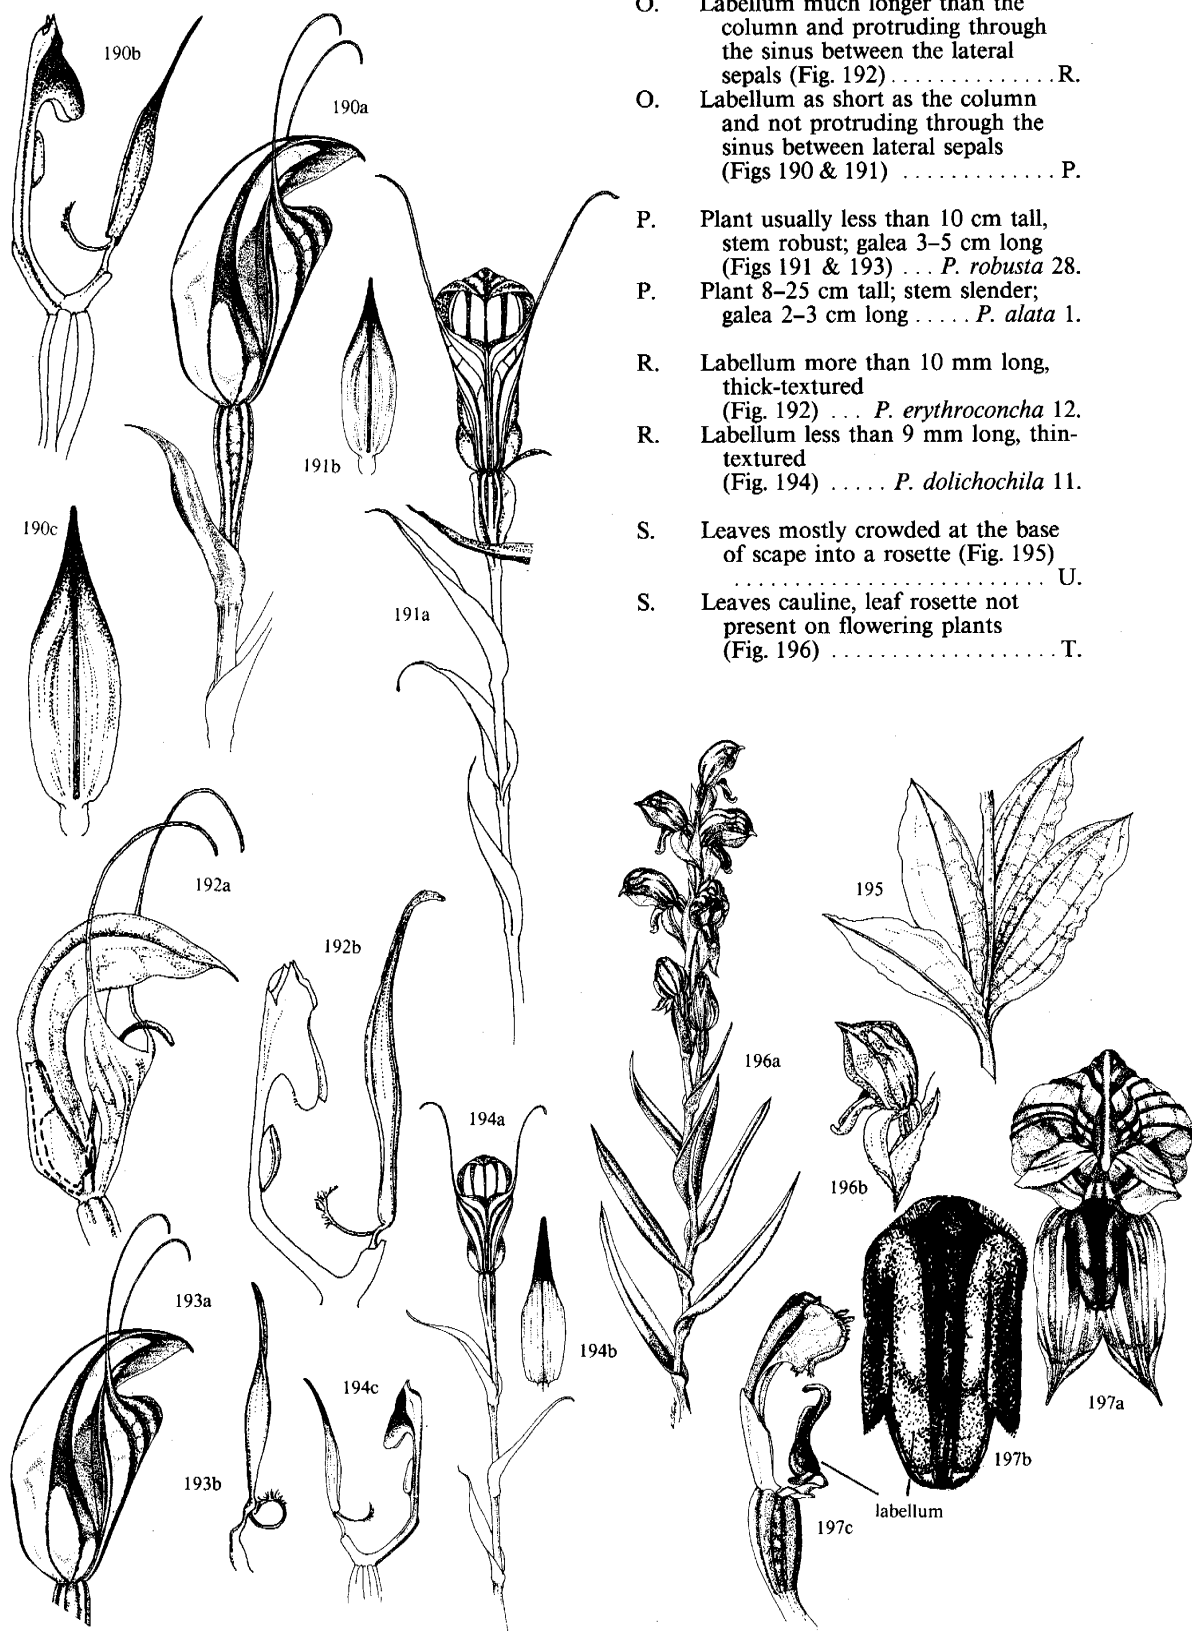 O. Labellum much longer than the
column and protruding through
the sinus between the lateral
sepals (Fig. 192) . . . . . . . . . . . . . . R.
O. Labellum as short as the column
and not protruding through the
sinus between lateral sepals
(Figs 190 & 191) . . . . . . . . . . . . . P.
P. Plant usually less than 10 cm tall,
stem robust; galea 3–5 cm long
(Figs 191 & 193) . . . P. robusta 28.
P. Plant 8–25 cm tall; stem slender;
galea 2–3 cm long . . . . . P. alata 1.
R. Labellum more than 10 mm long,
thick-textured
(Fig. 192) . . . P. erythroconcha 12.
R. Labellum less than 9 mm long, thin-
textured
(Fig. 194) . . . . . P. dolichochila 11.
S. Leaves mostly crowded at the base
of scape into a rosette (Fig. 195)
. . . . . . . . . . . . . . . . . . . . . . . . . . U.
S. Leaves cauline, leaf rosette not
present on flowering plants
(Fig. 196) . . . . . . . . . . . . . . . . . . . T.
190b
190a
191b
190c
191a
192a
192b
195
196a
194a
196b
193a
194b
194c
197a
193b
197b
labellum
197c